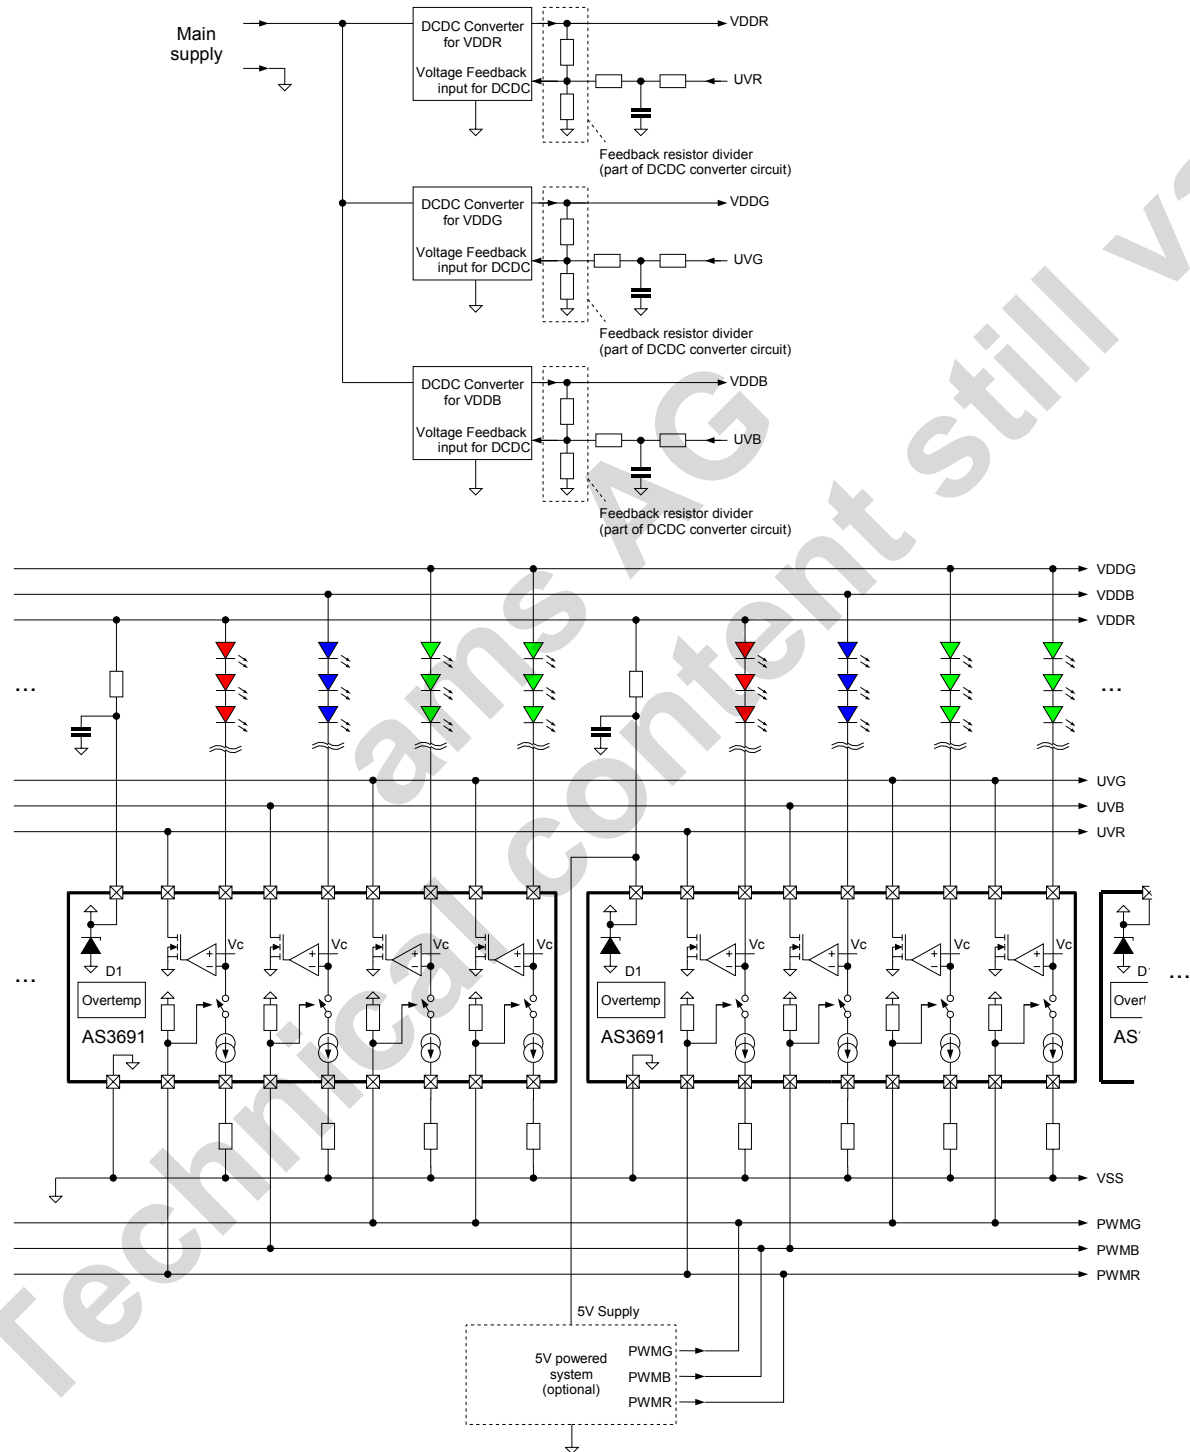 Main
supply
DCDC Converter
for VDDR
Voltage Feedback
input for DCDC
VDDR
UVR
Feedback resistor divider
(part of DCDC converter circuit)
DCDC Converter
for VDDG
Voltage Feedback
input for DCDC
VDDG
UVG
Feedback resistor divider
(part of DCDC converter circuit)
DCDC Converter
for VDDB
Voltage Feedback
input for DCDC
VDDB
UVB
Feedback resistor divider
(part of DCDC converter circuit)
VDDG
VDDB
VDDR
...
...
UVG
UVB
UVR
Vc
Vc
Vc
Vc
Vc
Vc
Vc
Vc
D1
D1
...
...
Overtemp
Overtemp
AS3691
AS3691
AS
VSS
PWMG
PWMB
PWMR
5V Supply
5V powered
system
(optional)
PWMG
PWMB
PWMR
ams AG
Technical content still va